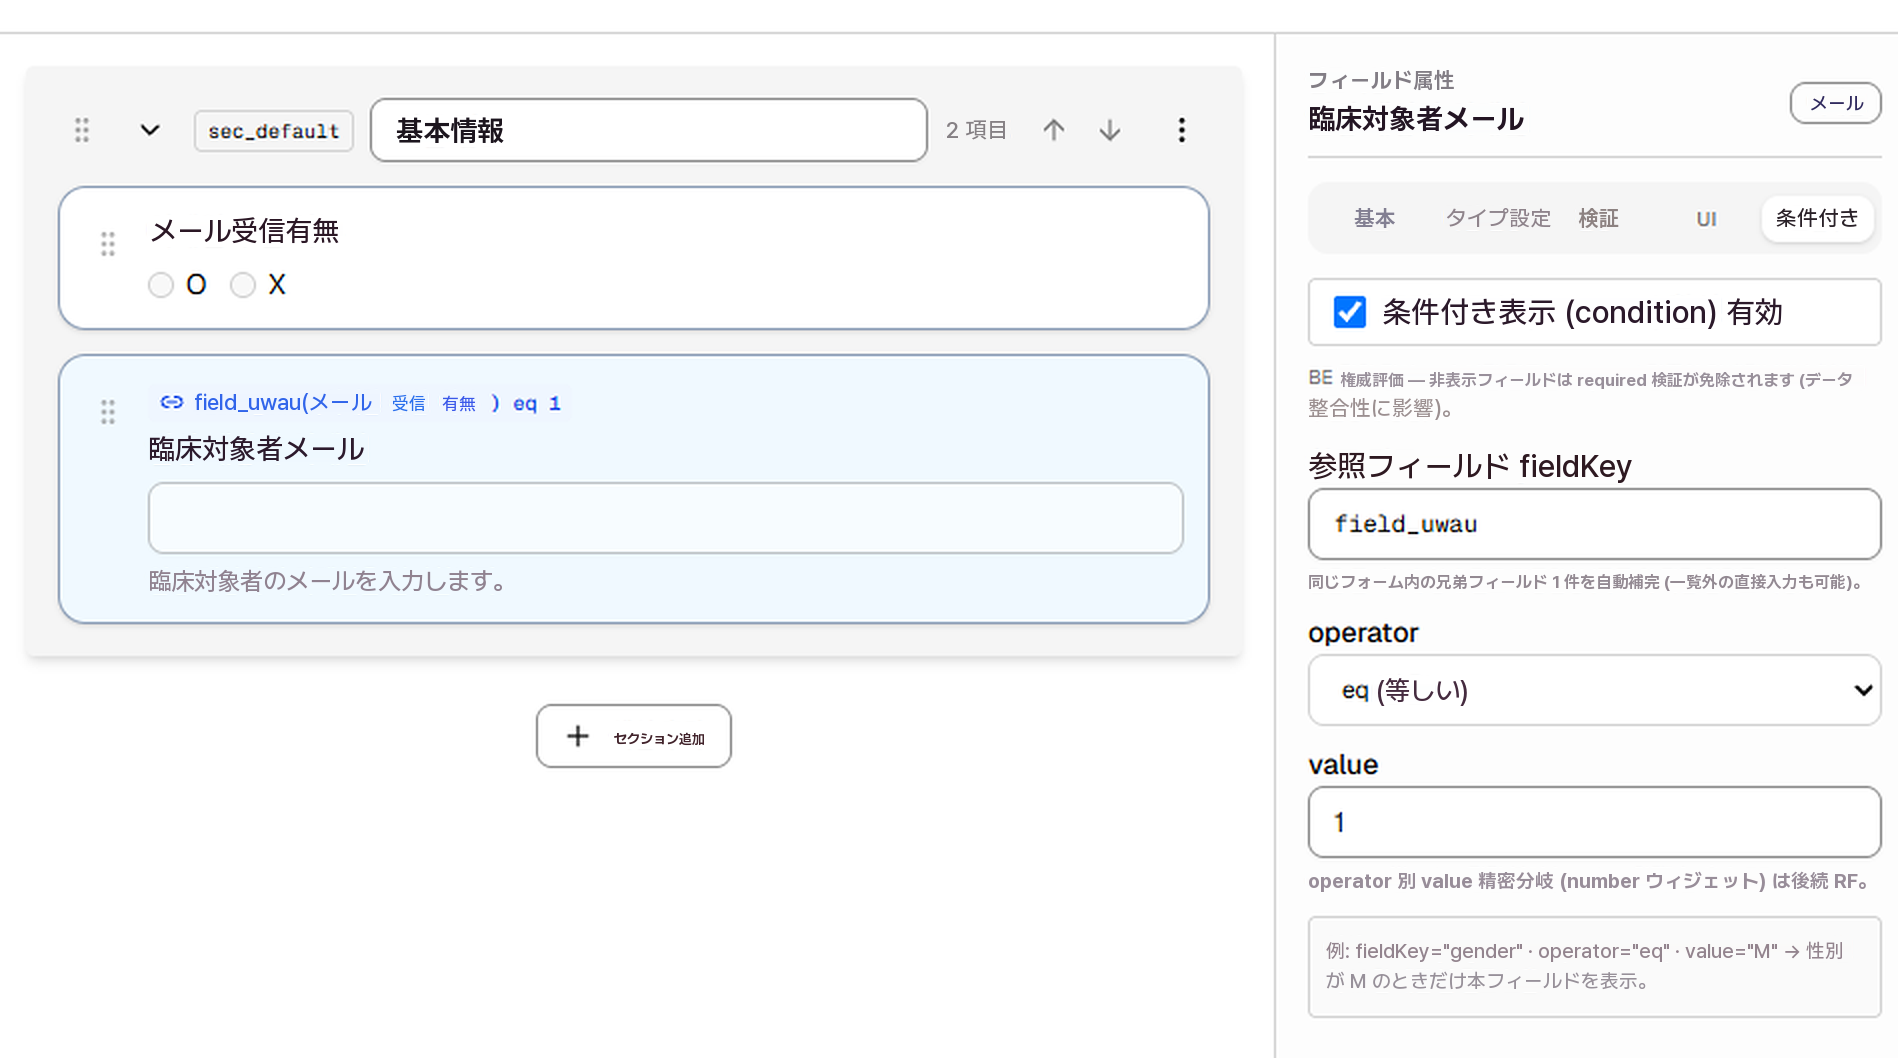 sec_default
基本情報
2 項目
メール受信有無
O
X
field_uwau(メール 受信 有無 ) eq 1
臨床対象者メール
臨床対象者のメールを入力します。
セクション追加
フィールド属性
臨床対象者メール
メール
基本 タイプ設定 検証 UI 条件付き
条件付き表示 (condition) 有効
BE 権威評価 — 非表示フィールドは required 検証が免除されます (データ
整合性に影響)。
参照フィールド fieldKey
field_uwau
同じフォーム内の兄弟フィールド 1 件を自動補完 (一覧外の直接入力も可能)。
operator
eq (等しい)
value
1
operator 別 value 精密分岐 (number ウィジェット) は後続 RF。
例: fieldKey="gender" · operator="eq" · value="M" → 性別
が M のときだけ本フィールドを表示。